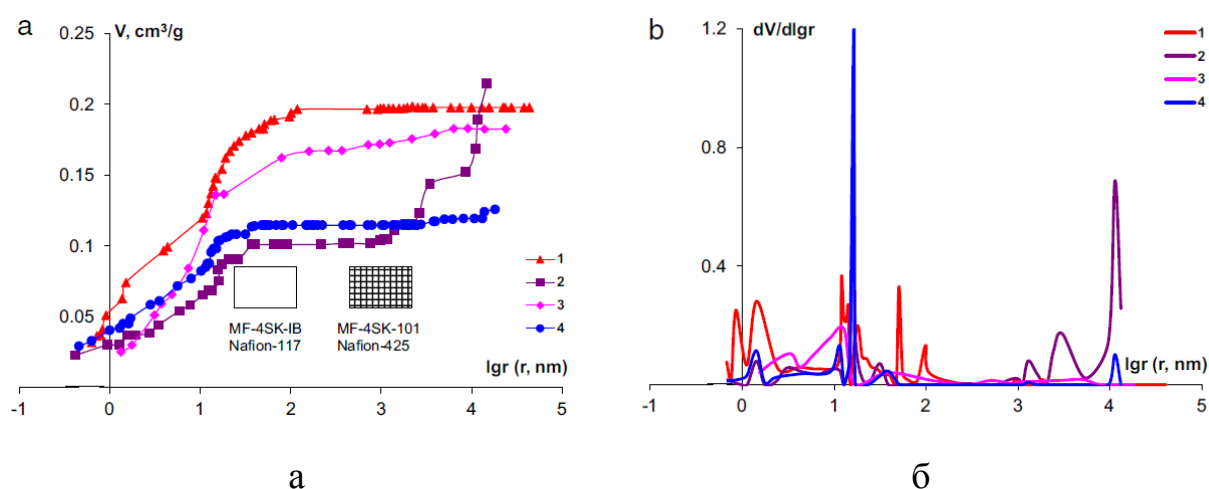 a
V, cm³/g
0.25
0.2
0.15
0.1
0.05
1
2
3
4
MF-4SK-IB
Nafion-117
MF-4SK-101
Nafion-425
lgr (r, nm)
-1 0 1 2 3 4 5
а
b
dV/dlgr
1.2
0.8
0.4
1
2
3
4
lgr (r, nm)
-1 0 1 2 3 4 5
б